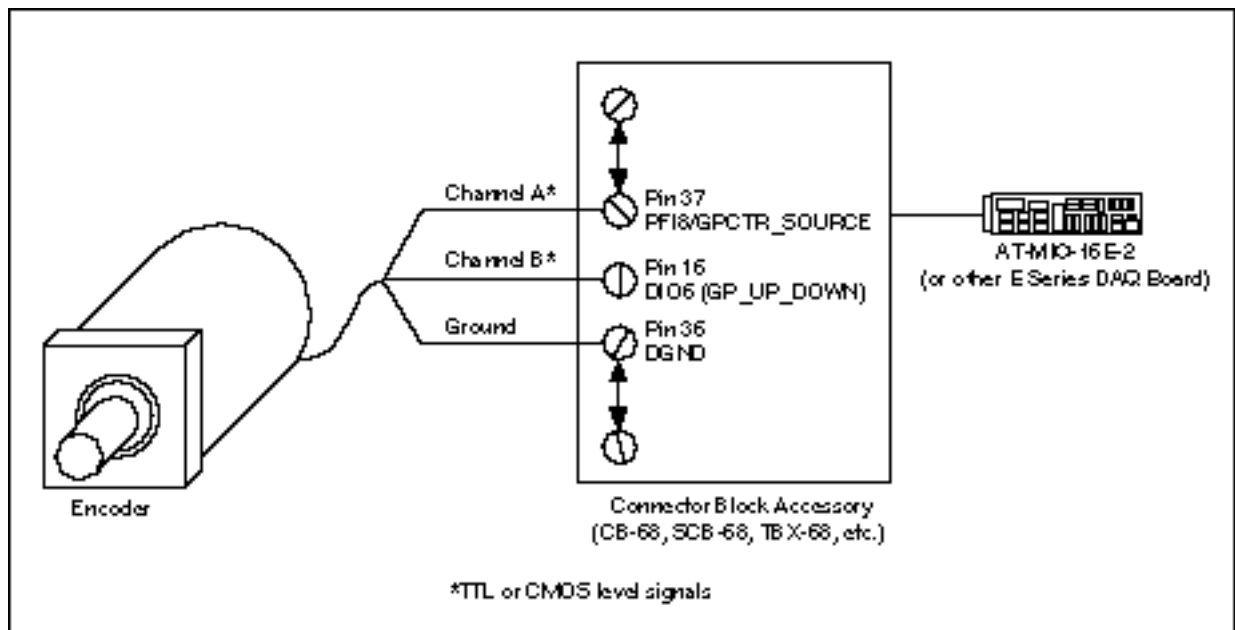 Channel A*
Pin 37
PFI8/GPCTR_SOURCE
Channel B*
Pin 16
DIO6 (GP_UP_DOWN)
Ground
Pin 36
DGND
AT-MIO-16E-2
(or other E Series DAQ Board)
Encoder
Connector Block Accessory
(CB-68, SCB-68, TBX-68, etc.)
*TTL or CMOS level signals